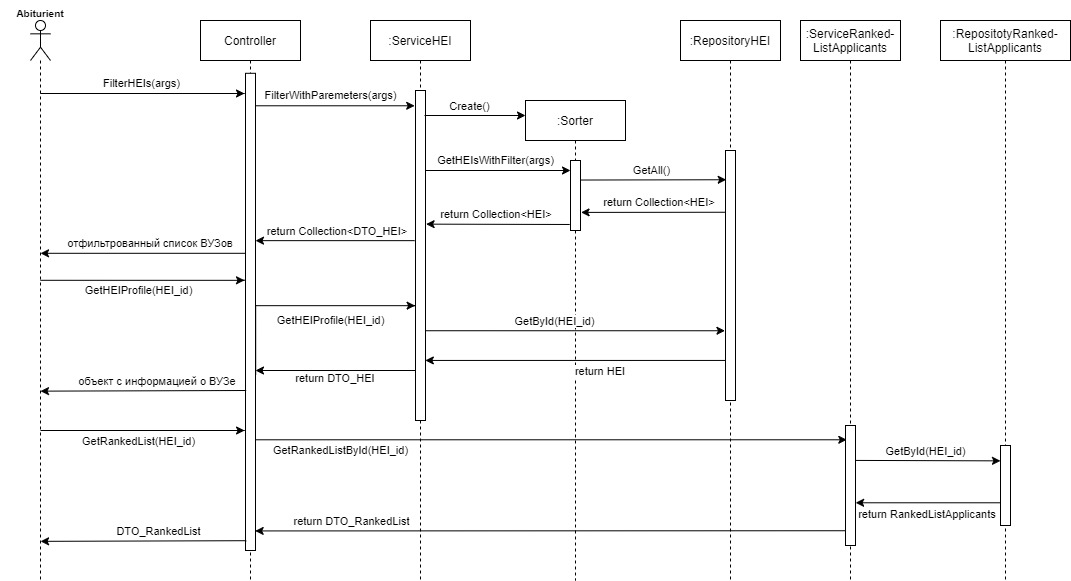 Abiturient
Controller
:ServiceHEI
:RepositoryHEI
:ServiceRanked-
ListApplicants
:RepositotyRanked-
ListApplicants
FilterHEIs(args)
FilterWithParemeters(args)
Create()
:Sorter
GetHEIsWithFilter(args)
GetAll()
return Collection<HEI>
return Collection<HEI>
return Collection<DTO_HEI>
отфильтрованный список ВУЗов
GetHEIProfile(HEI_id)
GetHEIProfile(HEI_id)
GetById(HEI_id)
return HEI
return DTO_HEI
объект с информацией о ВУЗе
GetRankedList(HEI_id)
GetRankedListById(HEI_id)
GetById(HEI_id)
return RankedListApplicants
return DTO_RankedList
DTO_RankedList